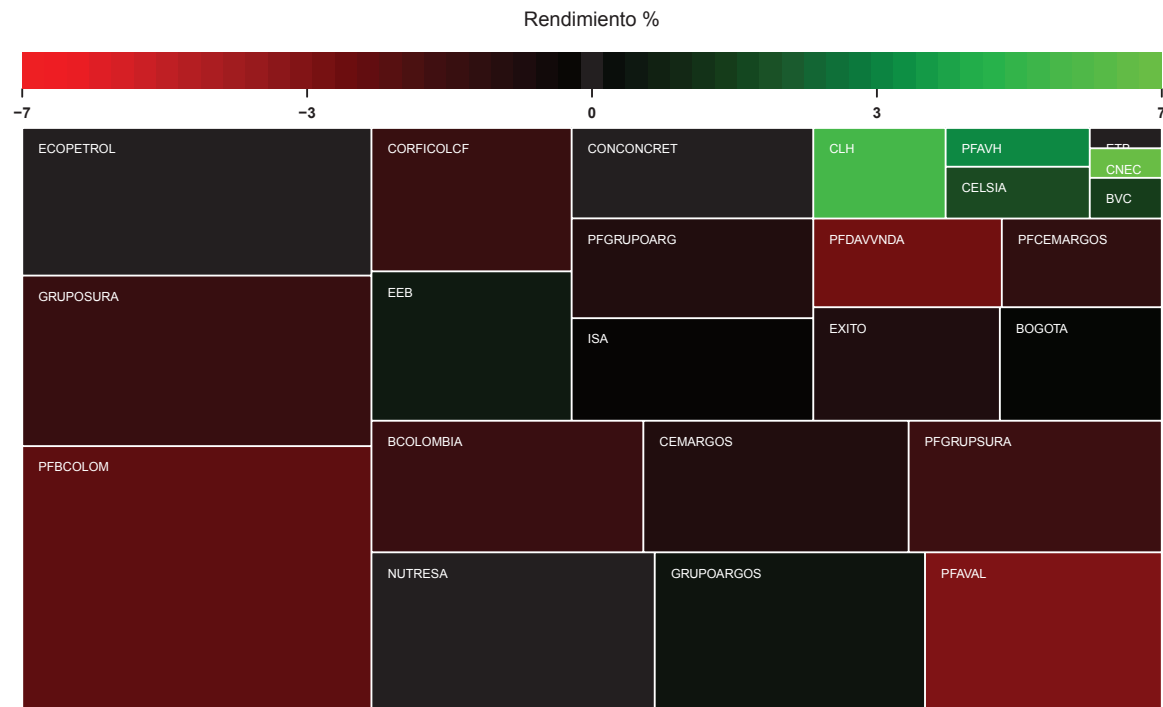 Rendimiento %
−7 −3 0 3 7
ECOPETROL
CORFICOLCF
CONCONCRET
CLH
PFAVH
ETB
CNEC
CELSIA
BVC
PFGRUPOARG
PFDAVVNDA
PFCEMARGOS
GRUPOSURA
EEB
ISA
EXITO
BOGOTA
BCOLOMBIA
CEMARGOS
PFGRUPSURA
PFBCOLOM
NUTRESA
GRUPOARGOS
PFAVAL